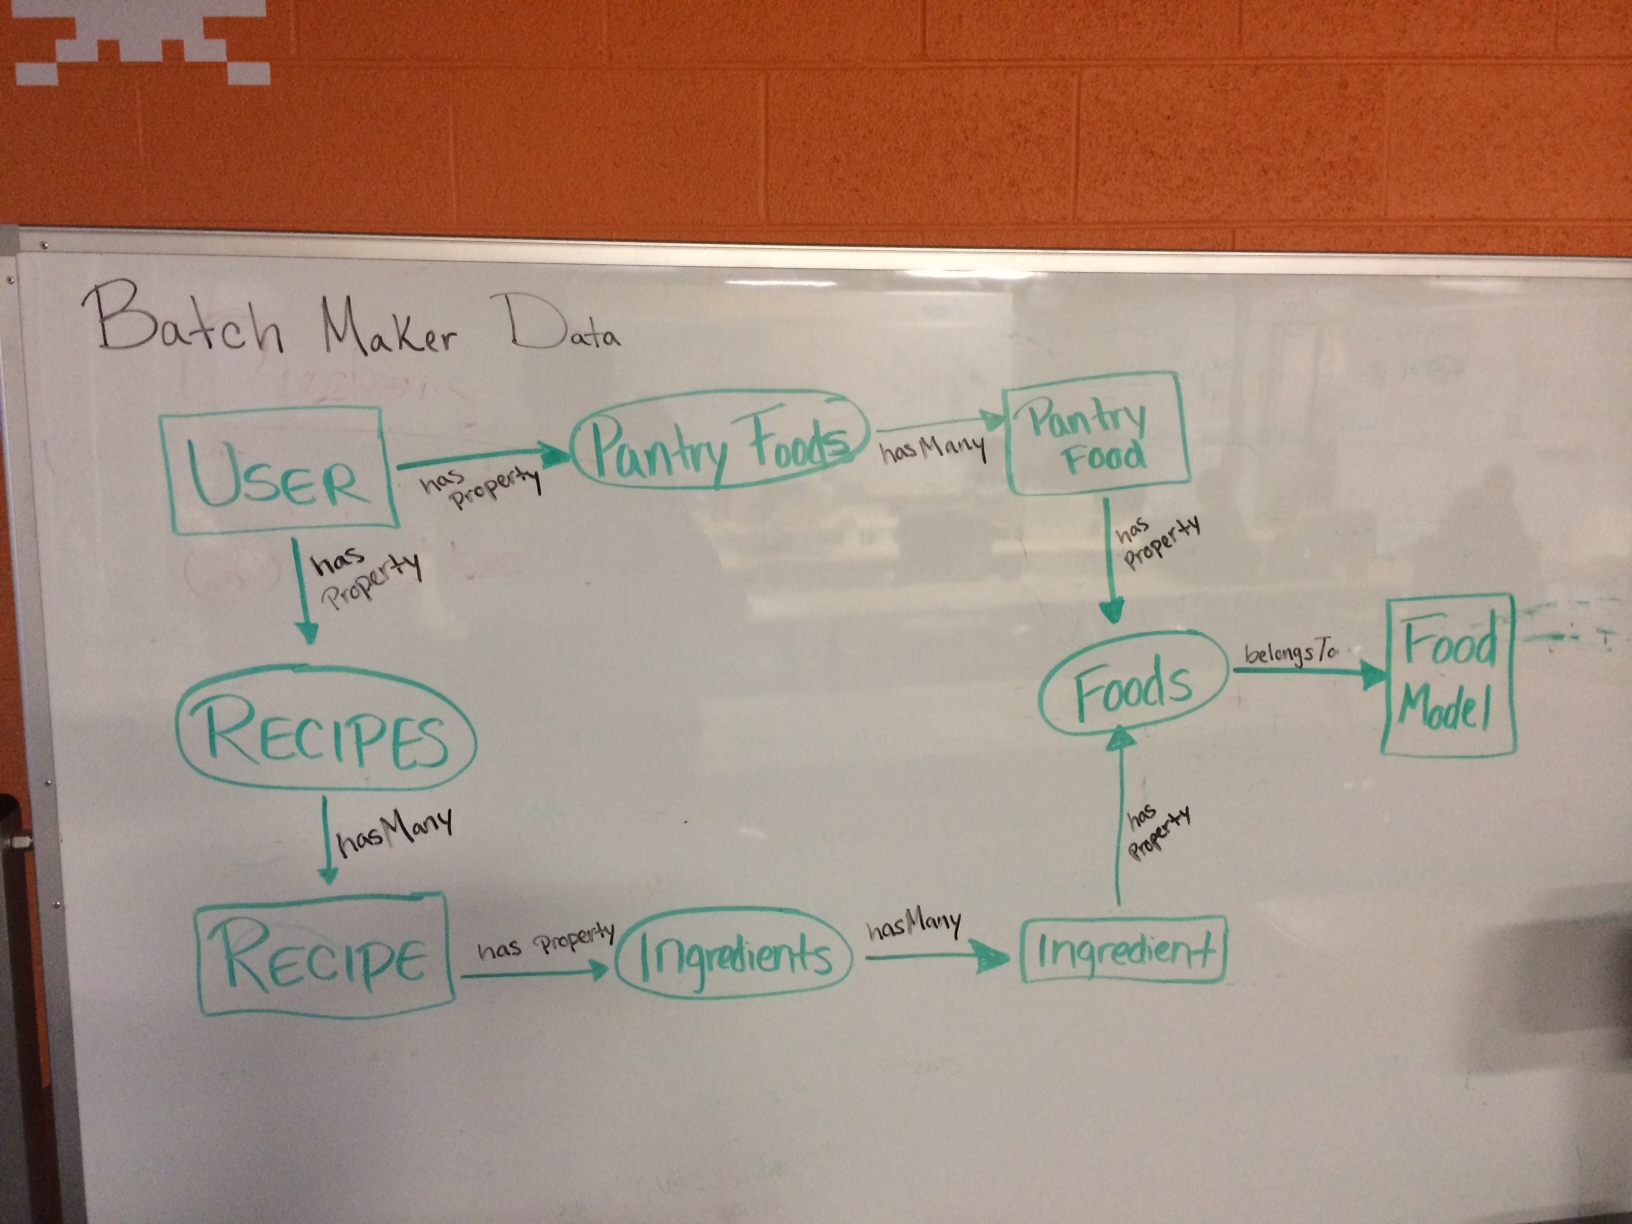 Batch Maker Data
USER
has
Property
Pantry Foods
hasMany
Pantry
Food
has
Property
has
Property
RECIPES
Foods
belongsTo
Food
Model
hasMany
has
Property
RECIPE
has Property
Ingredients
hasMany
Ingredient